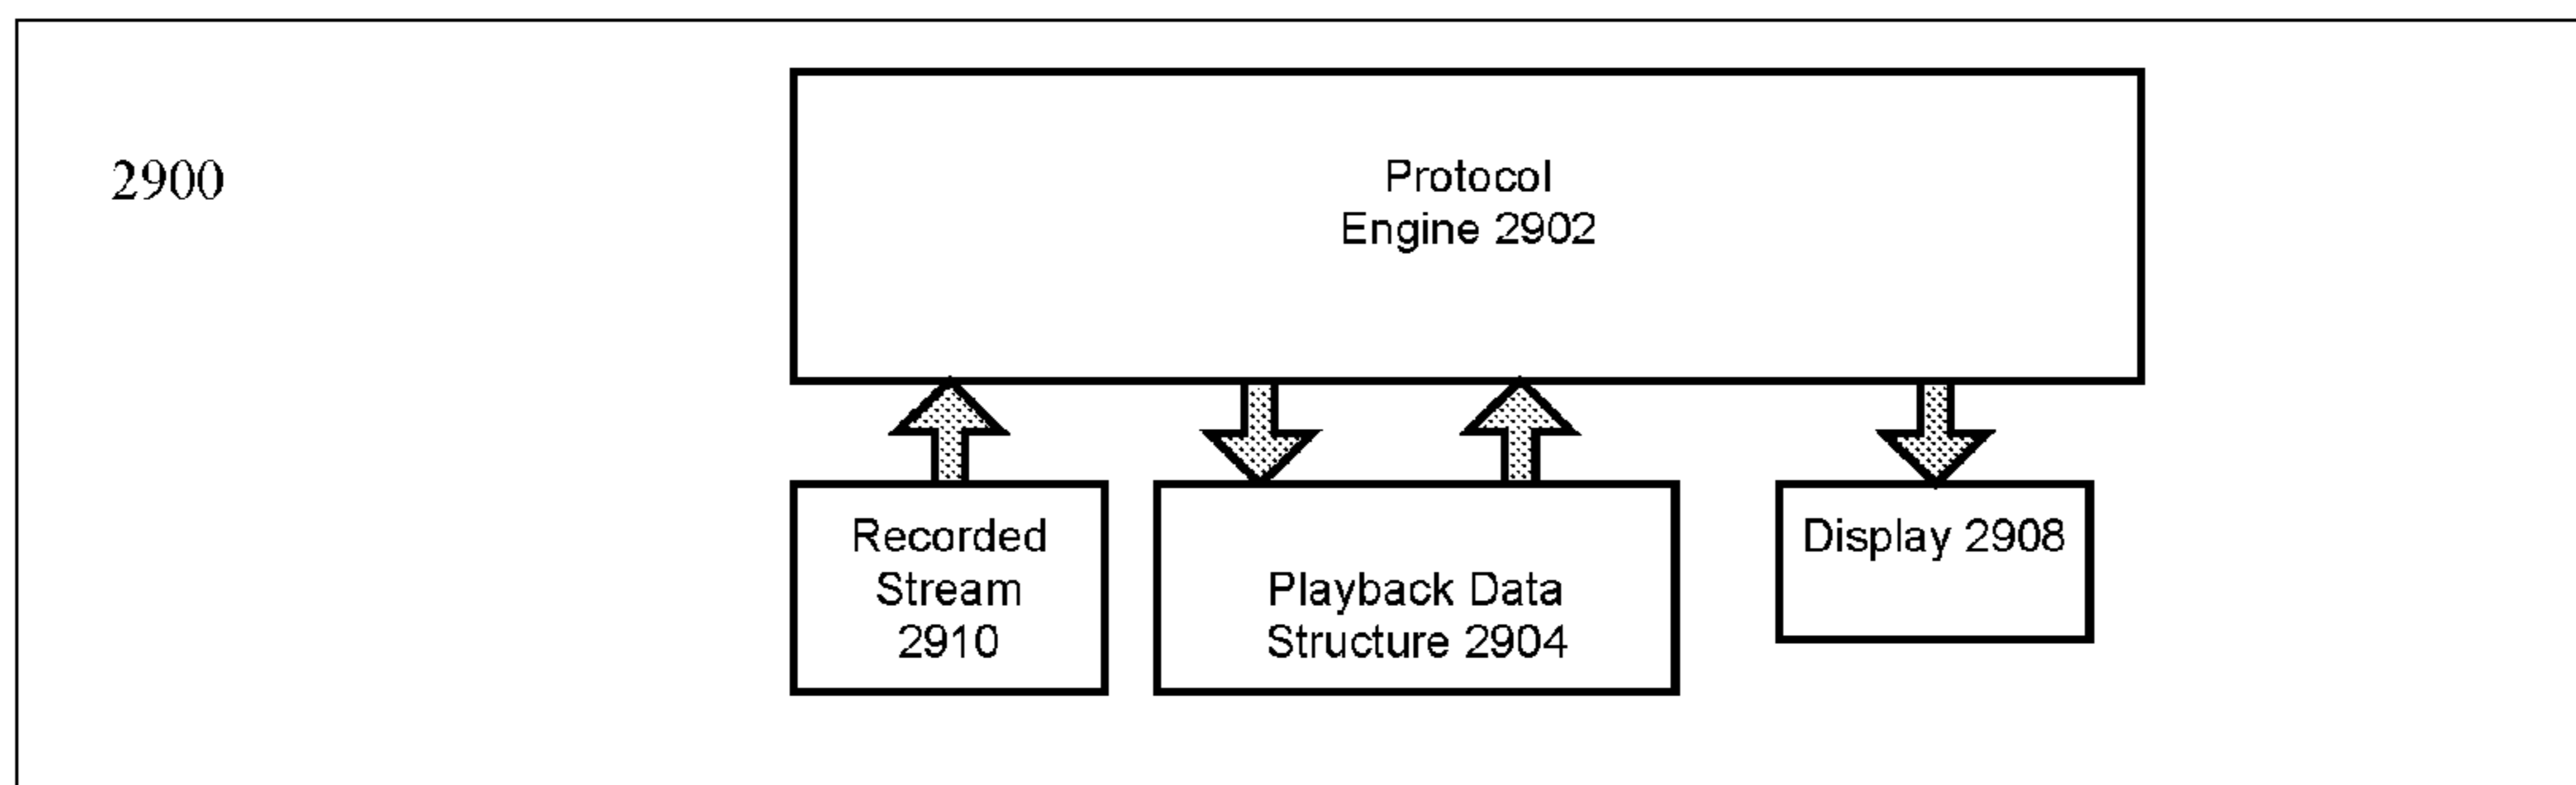 2900
Protocol
Engine 2902
Recorded
Stream
2910
Playback Data
Structure 2904
Display 2908